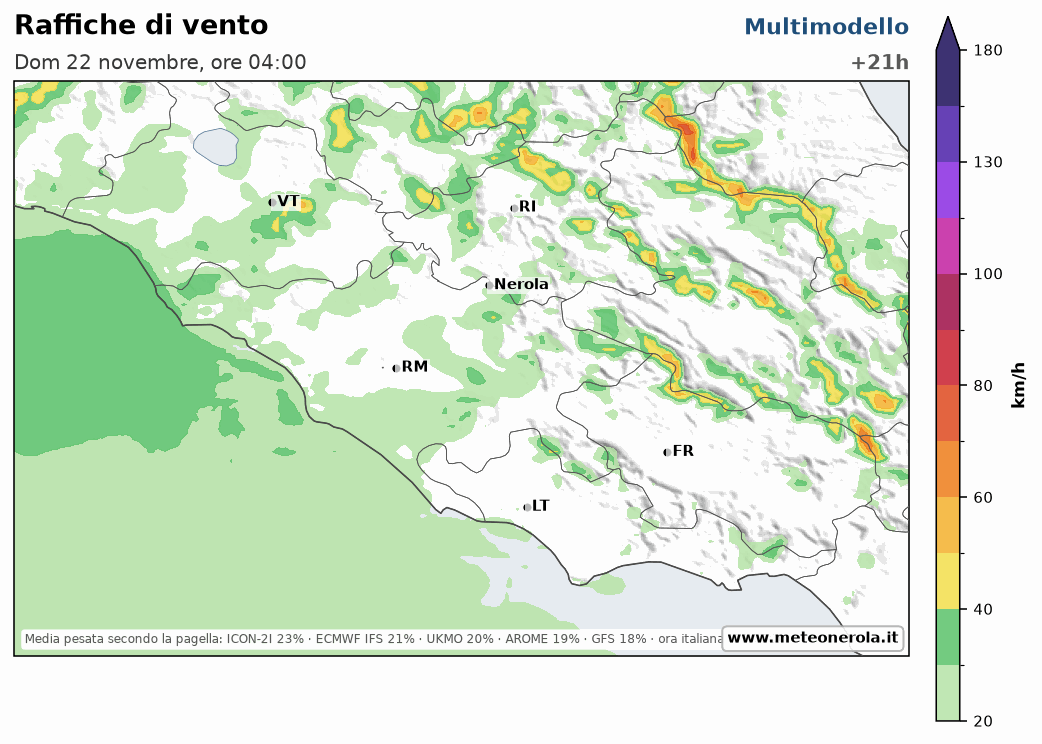 Raffiche di vento
Multimodello
Dom 22 novembre, ore 04:00
+21h
VT
RI
Nerola
RM
FR
LT
Media pesata secondo la pagella: ICON-2I 23% · ECMWF IFS 21% · UKMO 20% · AROME 19% · GFS 18% · ora italiana
www.meteonerola.it
180
130
100
80
60
40
20
km/h